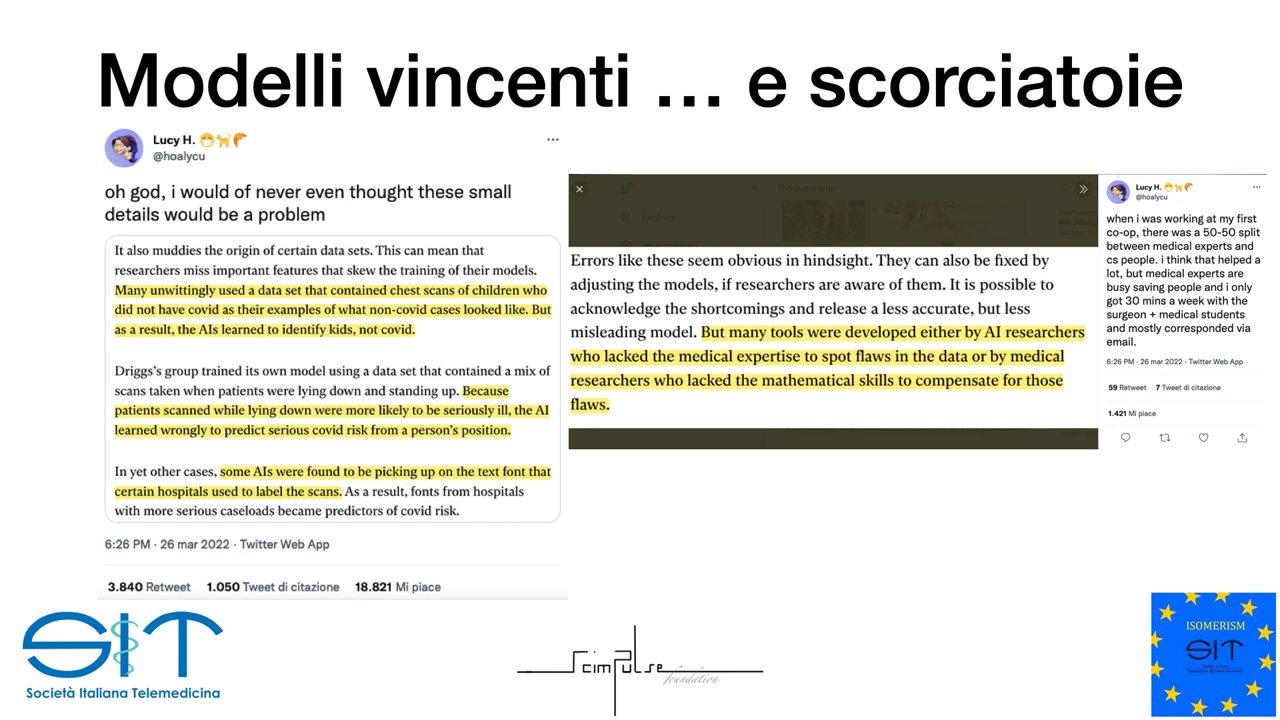 Modelli vincenti … e scorciatoie
Lucy H.
@hoalycu
oh god, i would of never even thought these small
details would be a problem
It also muddies the origin of certain data sets. This can mean that
researchers miss important features that skew the training of their models.
Many unwittingly used a data set that contained chest scans of children who
did not have covid as their examples of what non-covid cases looked like. But
as a result, the AIs learned to identify kids, not covid.
Driggs's group trained its own model using a data set that contained a mix of
scans taken when patients were lying down and standing up. Because
patients scanned while lying down were more likely to be seriously ill, the AI
learned wrongly to predict serious covid risk from a person's position.
In yet other cases, some AIs were found to be picking up on the text font that
certain hospitals used to label the scans. As a result, fonts from hospitals
with more serious caseloads became predictors of covid risk.
6:26 PM · 26 mar 2022 · Twitter Web App
3.840 Retweet 1.050 Tweet di citazione 18.821 Mi piace
Discussione
Esplora
Errors like these seem obvious in hindsight. They can also be fixed by
adjusting the models, if researchers are aware of them. It is possible to
acknowledge the shortcomings and release a less accurate, but less
misleading model. But many tools were developed either by AI researchers
who lacked the medical expertise to spot flaws in the data or by medical
researchers who lacked the mathematical skills to compensate for those
flaws.
Lucy H.
@hoalycu
when i was working at my first
co-op, there was a 50-50 split
between medical experts and
cs people. i think that helped a
lot, but medical experts are
busy saving people and i only
got 30 mins a week with the
surgeon + medical students
and mostly corresponded via
email.
6:26 PM · 26 mar 2022 · Twitter Web App
59 Retweet 7 Tweet di citazione
1.421 Mi piace
SIT
Società Italiana Telemedicina
scimpulse
foundation
ISOMERISM
SIT